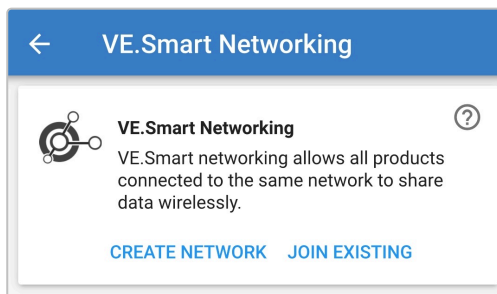 VE.Smart Networking
?
VE.Smart Networking
VE.Smart networking allows all products
connected to the same network to share
data wirelessly.
CREATE NETWORK JOIN EXISTING